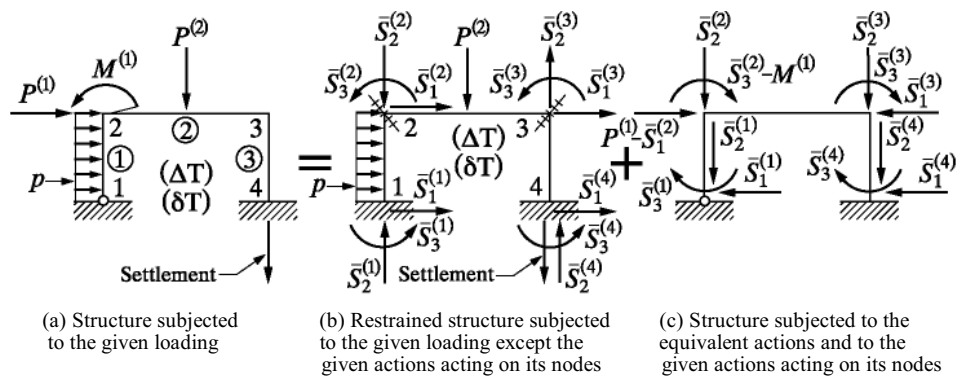 P^(1)
M^(1)
P^(2)
2
②
3
①
③
p
1
(ΔT)
(δT)
4
Settlement
=
S̄_2^(2)
P^(2)
S̄_2^(3)
S̄_3^(2)
S̄_1^(2)
S̄_3^(3)
S̄_1^(3)
2
(ΔT)
(δT)
3
p
1
S̄_1^(1)
4
S̄_1^(4)
S̄_3^(1)
S̄_3^(4)
S̄_2^(1)
Settlement
S̄_2^(4)
+
S̄_2^(2)
S̄_3^(2)-M^(1)
S̄_2^(3)
S̄_3^(3)
S̄_1^(3)
P^(1)-S̄_1^(2)
S̄_2^(1)
S̄_2^(4)
S̄_1^(1)
S̄_3^(1)
S̄_3^(4)
S̄_1^(4)
(a) Structure subjected
to the given loading
(b) Restrained structure subjected
to the given loading except the
given actions acting on its nodes
(c) Structure subjected to the
equivalent actions and to the
given actions acting on its nodes